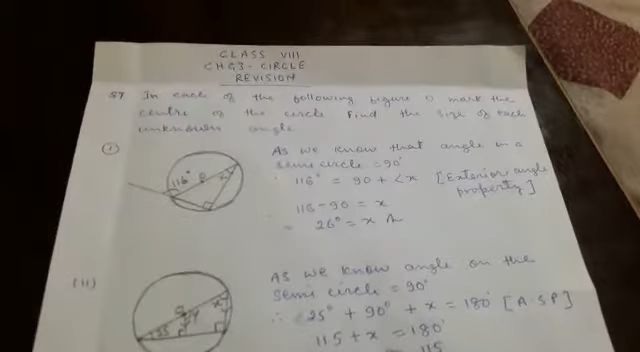 CLASS VIII
CHG3 - CIRCLE
REVISION
Q7 In each of the following figure O mark the
centre of the circle Find the size of each
unknown angle
(i)
116° O x
As we know that angle in a
semi circle = 90°
∴ 116° = 90 + <x [Exterior angle
property]
116 - 90 = x
= 26° = x
(ii)
25 x
As we know angle on the
semi circle = 90°
∴ 25° + 90° + x = 180° [A.S.P]
115 + x = 180°
115